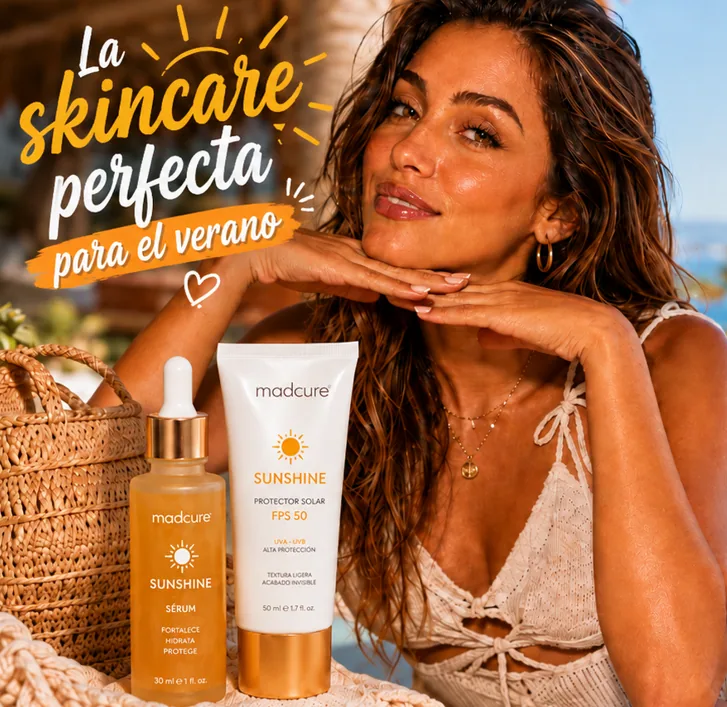 La
skincare
perfecta
para el verano
madcure®
SUNSHINE
SÉRUM
FORTALECE
HIDRATA
PROTEGE
30 ml e 1 fl. oz.
madcure®
SUNSHINE
PROTECTOR SOLAR
FPS 50
UVA - UVB
ALTA PROTECCIÓN
TEXTURA LIGERA
ACABADO INVISIBLE
50 ml e 1.7 fl. oz.